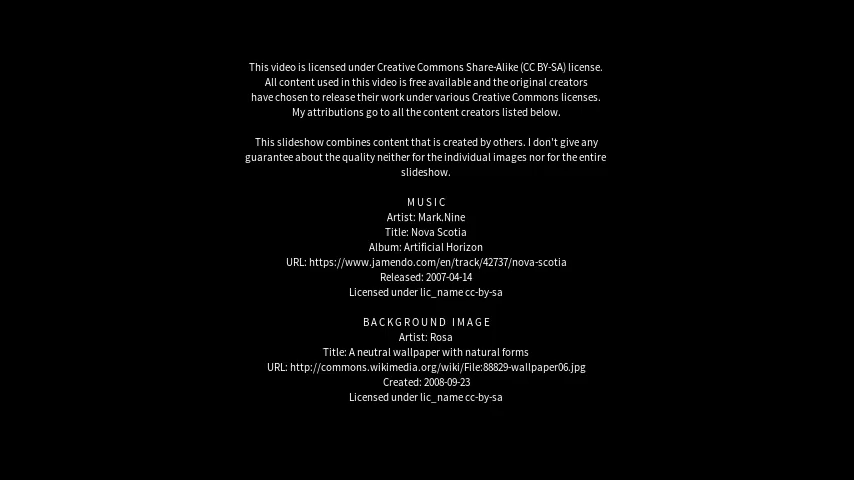 This video is licensed under Creative Commons Share-Alike (CC BY-SA) license.
All content used in this video is free available and the original creators
have chosen to release their work under various Creative Commons licenses.
My attributions go to all the content creators listed below.
This slideshow combines content that is created by others. I don't give any
guarantee about the quality neither for the individual images nor for the entire
slideshow.
MUSIC
Artist: Mark.Nine
Title: Nova Scotia
Album: Artificial Horizon
URL: https://www.jamendo.com/en/track/42737/nova-scotia
Released: 2007-04-14
Licensed under lic_name cc-by-sa
BACKGROUND IMAGE
Artist: Rosa
Title: A neutral wallpaper with natural forms
URL: http://commons.wikimedia.org/wiki/File:88829-wallpaper06.jpg
Created: 2008-09-23
Licensed under lic_name cc-by-sa